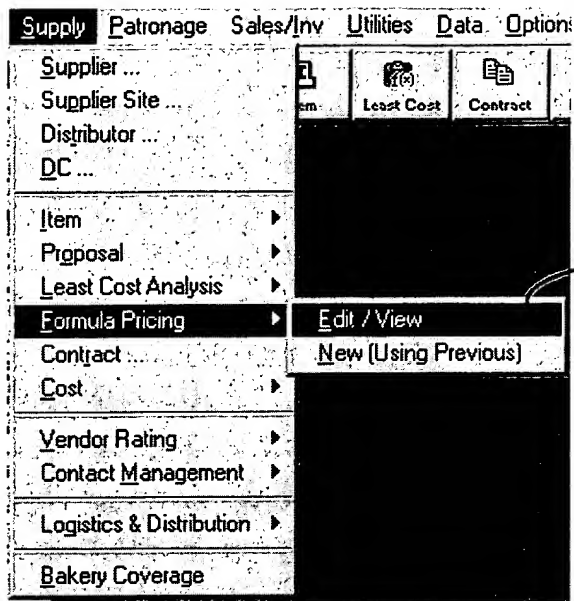 Supply Patronage Sales/Inv Utilities Data Options
Supplier ...
Supplier Site ...
Distributor ...
DC ...
Least Cost Contract
Item
Proposal
Least Cost Analysis
Formula Pricing
Edit / View
New (Using Previous)
Contract ...
Cost
Vendor Rating
Contact Management
Logistics & Distribution
Bakery Coverage